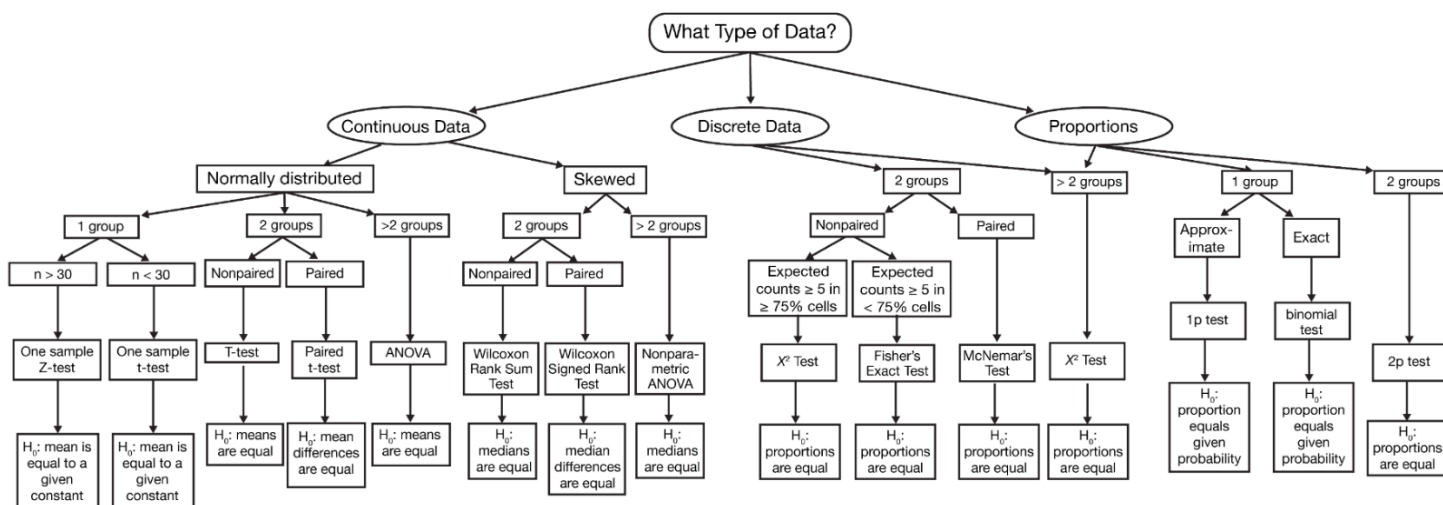 What Type of Data?
Continuous Data
Discrete Data
Proportions
Normally distributed
Skewed
2 groups
> 2 groups
1 group
2 groups
1 group
2 groups
>2 groups
2 groups
> 2 groups
Nonpaired
Paired
Approx-
imate
Exact
n > 30
n < 30
Nonpaired
Paired
Nonpaired
Paired
Expected
counts ≥ 5 in
≥ 75% cells
Expected
counts ≥ 5 in
< 75% cells
1p test
binomial
test
One sample
Z-test
One sample
t-test
T-test
Paired
t-test
ANOVA
Wilcoxon
Rank Sum
Test
Wilcoxon
Signed Rank
Test
Nonpara-
metric
ANOVA
X² Test
Fisher's
Exact Test
McNemar's
Test
X² Test
2p test
H₀: mean is
equal to a
given
constant
H₀: mean is
equal to a
given
constant
H₀: means
are equal
H₀: mean
differences
are equal
H₀: means
are equal
H₀:
medians
are equal
H₀:
median
differences
are equal
H₀:
medians
are equal
H₀:
proportions
are equal
H₀:
proportions
are equal
H₀:
proportions
are equal
H₀:
proportions
are equal
H₀:
proportion
equals
given
probability
H₀:
proportion
equals
given
probability
H₀:
proportions
are equal